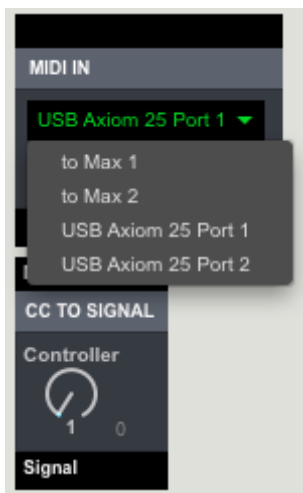 MIDI IN
USB Axiom 25 Port 1
to Max 1
to Max 2
USB Axiom 25 Port 1
USB Axiom 25 Port 2
CC TO SIGNAL
Controller
1 0
Signal